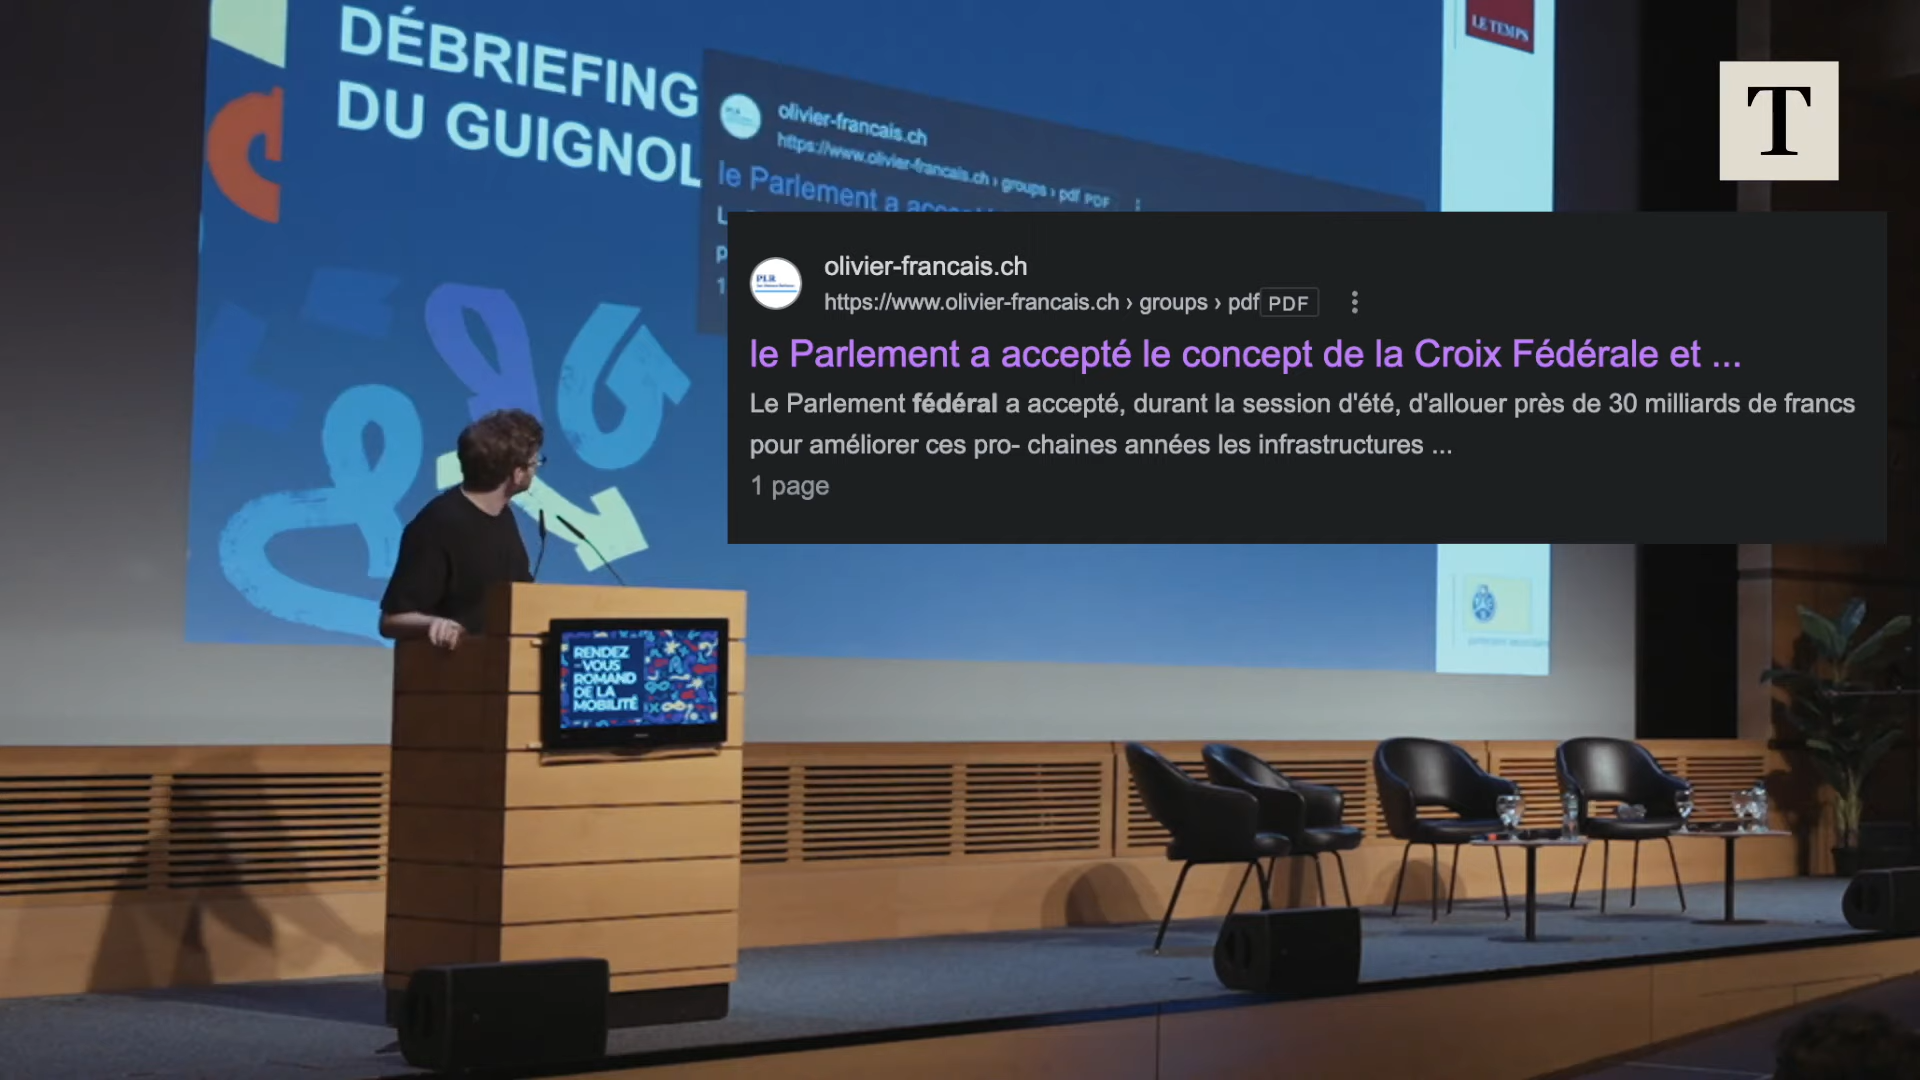 DÉBRIEFING
DU GUIGNOL
LE TEMPS
T
olivier-francais.ch
https://www.olivier-francais.ch › groups › pdf PDF
le Parlement a
olivier-francais.ch
https://www.olivier-francais.ch › groups › pdf PDF
PLR
le Parlement a accepté le concept de la Croix Fédérale et ...
Le Parlement fédéral a accepté, durant la session d'été, d'allouer près de 30 milliards de francs
pour améliorer ces pro- chaines années les infrastructures ...
1 page
RENDEZ
-VOUS
ROMAND
DE LA
MOBILITÉ